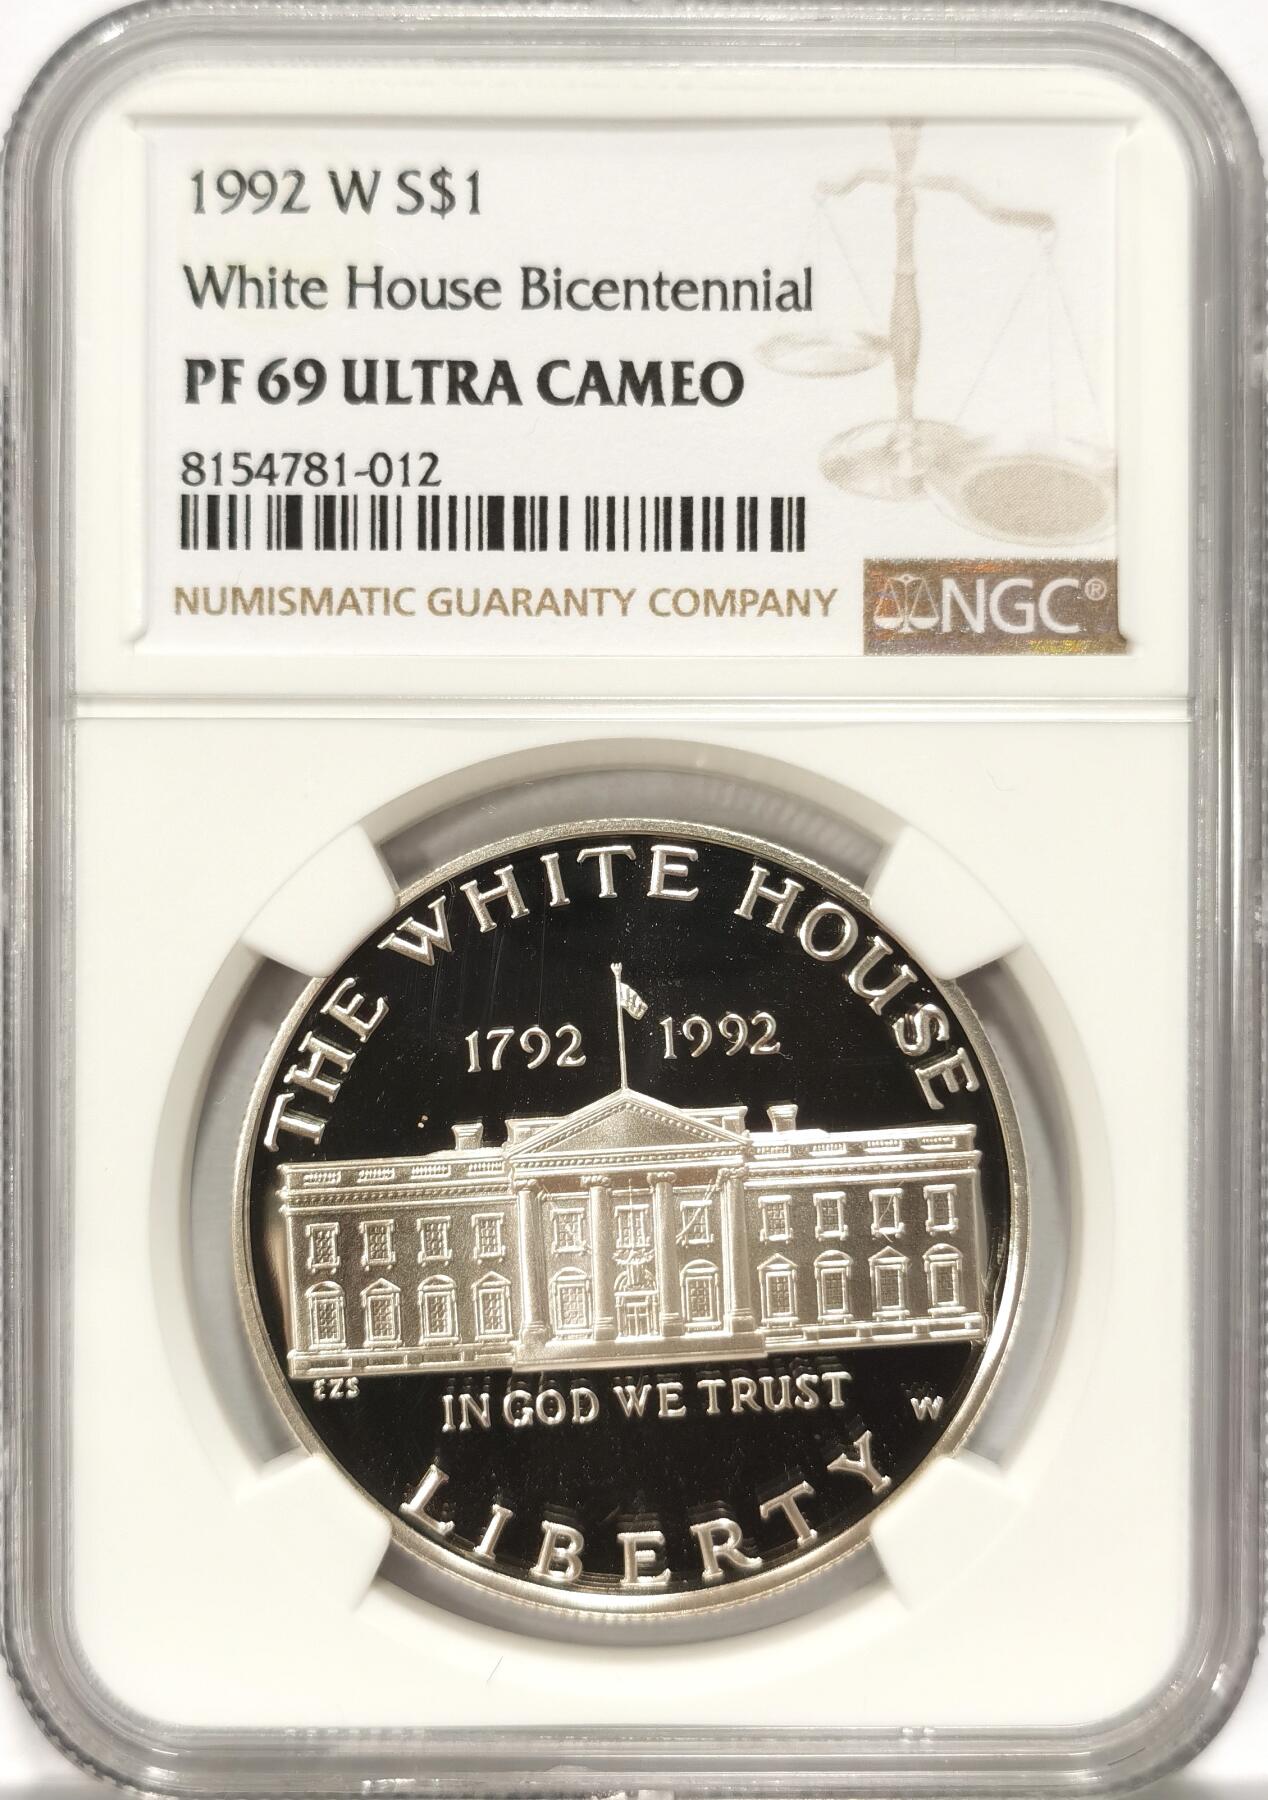 1992 W S$1
White House Bicentennial
PF 69 ULTRA CAMEO
8154781-012
NUMISMATIC GUARANTY COMPANY
NGC®
THE WHITE HOUSE
1792 1992
EZS
IN GOD WE TRUST
W
LIBERTY